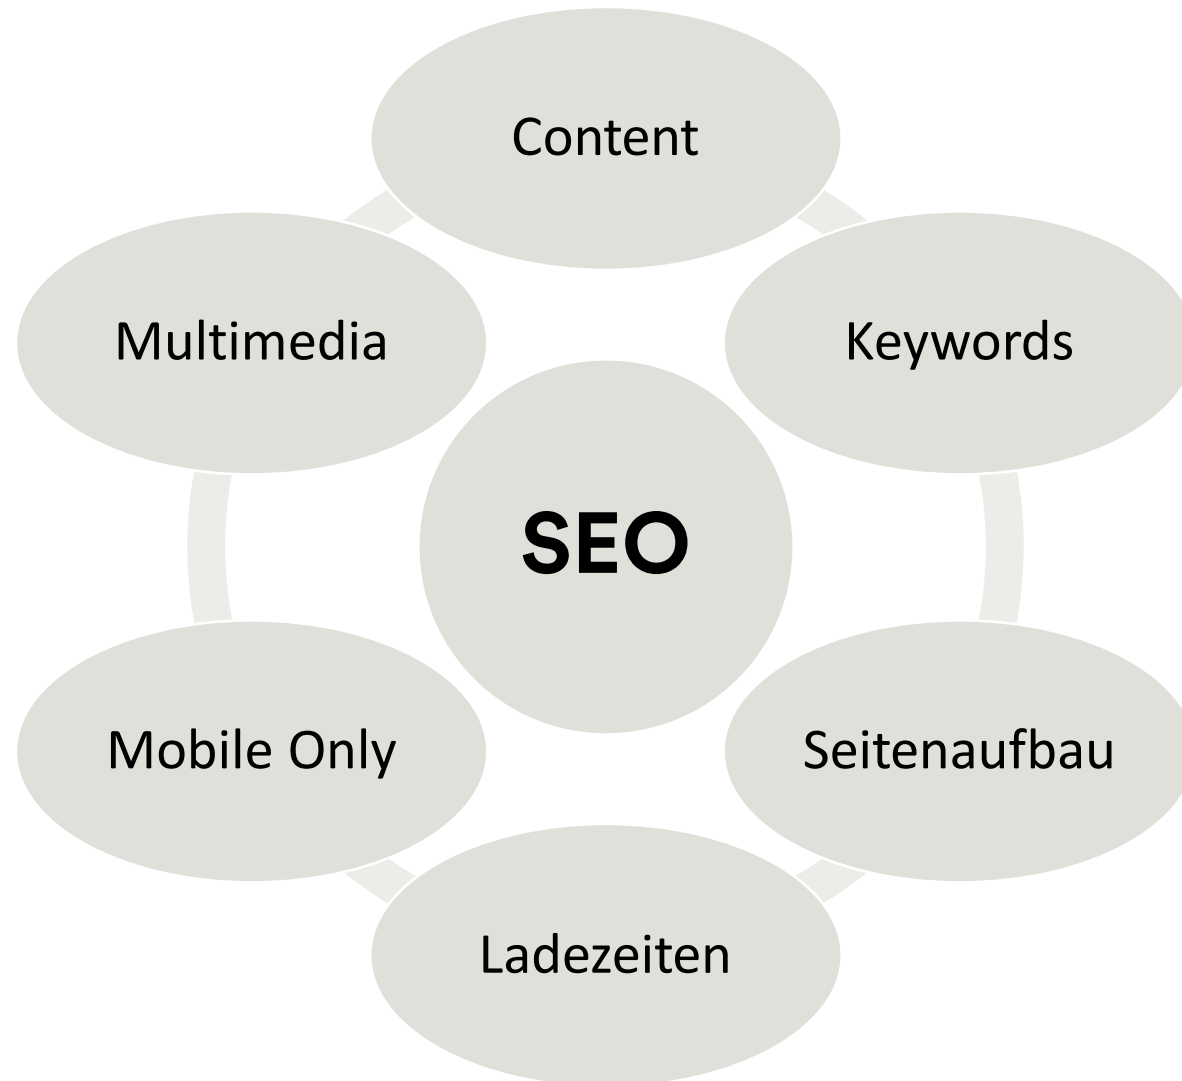 Content
Multimedia
Keywords
SEO
Mobile Only
Seitenaufbau
Ladezeiten